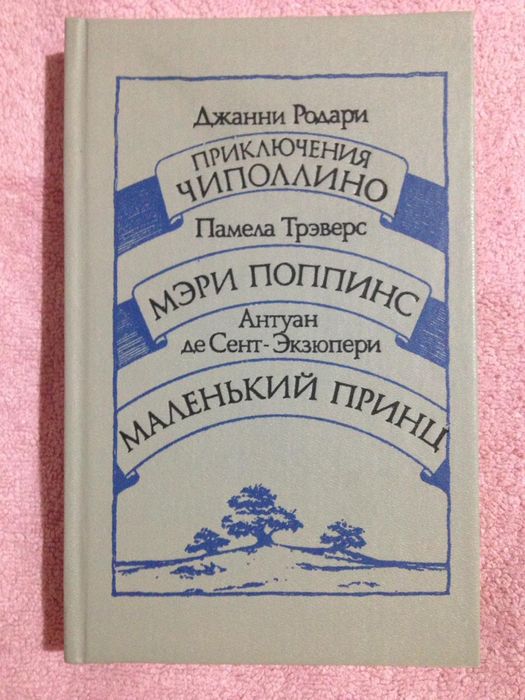 Джанни Родари
ПРИКЛЮЧЕНИЯ
ЧИПОЛЛИНО
Памела Трэверс
МЭРИ ПОППИНС
Антуан
де Сент-Экзюпери
МАЛЕНЬКИЙ ПРИНЦ